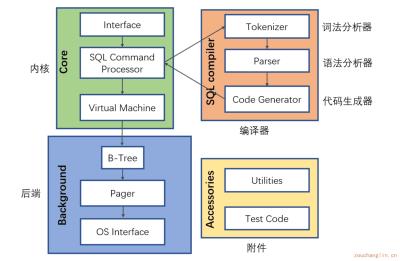 Core
Interface
SQL Command
Processor
Virtual Machine
内核
SQL compiler
Tokenizer
Parser
Code Generator
词法分析器
语法分析器
代码生成器
编译器
Background
B-Tree
Pager
OS Interface
后端
Accessories
Utilities
Test Code
附件
zouchanglin.cn